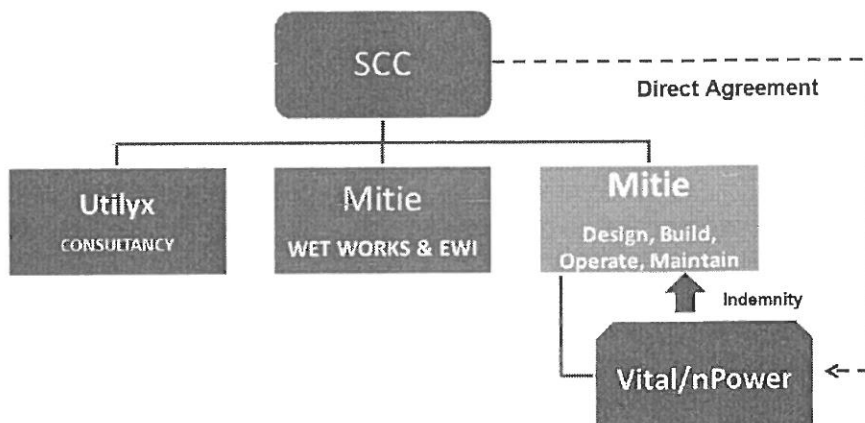 SCC
Direct Agreement
Utilyx
CONSULTANCY
Mitie
WET WORKS & EWI
Mitie
Design, Build,
Operate, Maintain
Indemnity
Vital/nPower